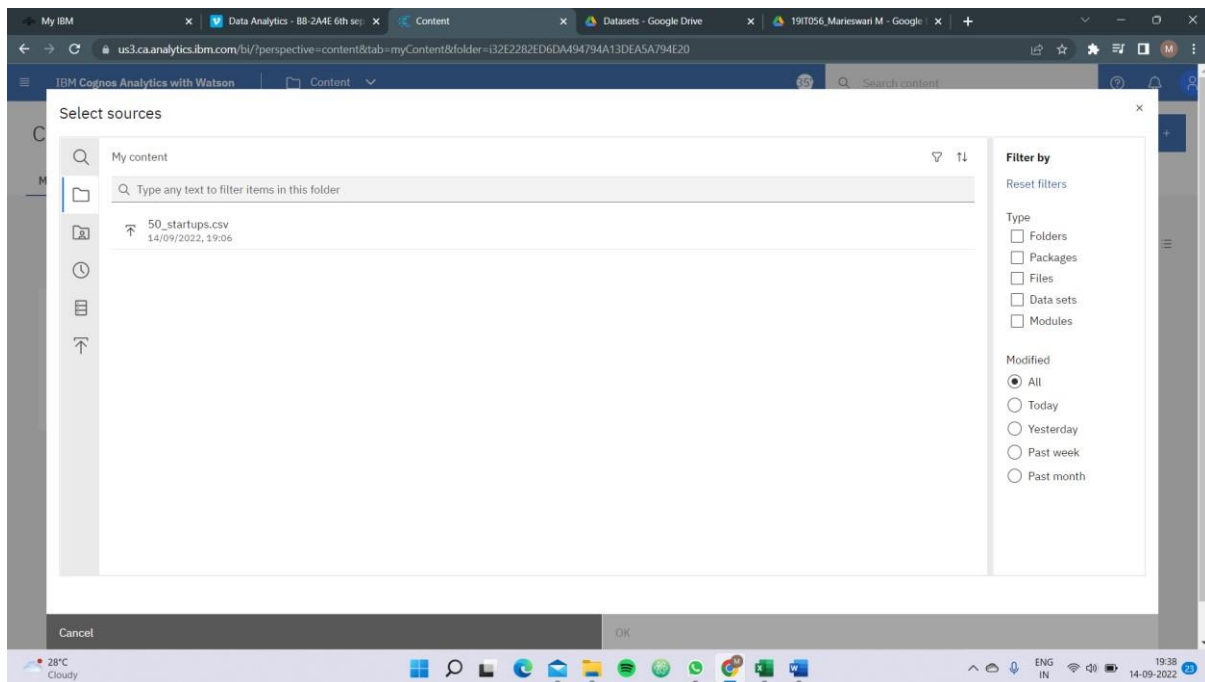 My IBM
Data Analytics - B8-2A4E 6th sep
Content
Datasets - Google Drive
19IT056_Marieswari M - Google
us3.ca.analytics.ibm.com/bi/?perspective=content&tab=myContent&folder=i32E2282ED6DA494794A13DEA5A794E20
M
IBM Cognos Analytics with Watson
Content
Search content
Select sources
My content
Type any text to filter items in this folder
50_startups.csv
14/09/2022, 19:06
Filter by
Reset filters
Type
Folders
Packages
Files
Data sets
Modules
Modified
All
Today
Yesterday
Past week
Past month
Cancel
OK
28°C
Cloudy
ENG
IN
19:38
14-09-2022
23